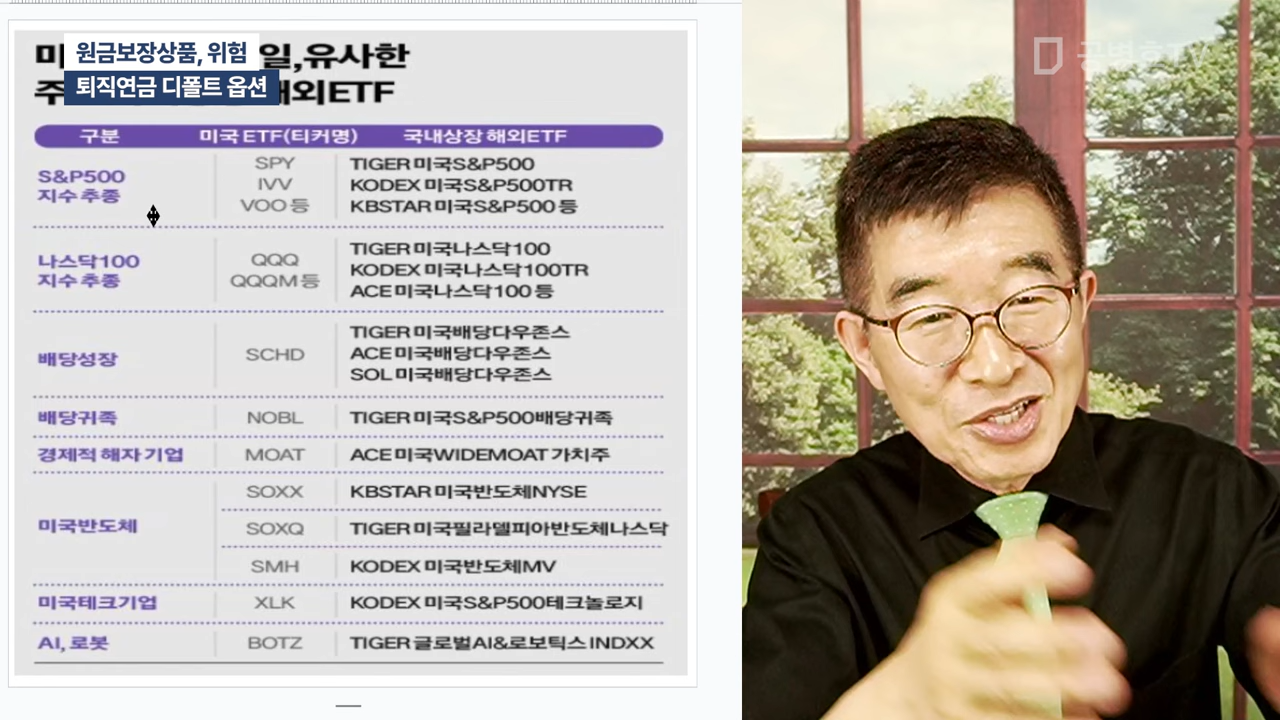 원금보장상품, 위험
퇴직연금 디폴트 옵션
미 일,유사한
주 해외ETF
공병호TV
구분 미국 ETF(티커명) 국내상장 해외ETF
S&P500
지수 추종
SPY
IVV
VOO 등
TIGER 미국S&P500
KODEX 미국S&P500TR
KBSTAR 미국S&P500 등
나스닥100
지수 추종
QQQ
QQQM 등
TIGER 미국나스닥100
KODEX 미국나스닥100TR
ACE 미국나스닥100 등
배당성장
SCHD
TIGER 미국배당다우존스
ACE 미국배당다우존스
SOL 미국배당다우존스
배당귀족 NOBL TIGER 미국S&P500배당귀족
경제적 해자 기업 MOAT ACE 미국WIDEMOAT 가치주
미국반도체
SOXX KBSTAR 미국반도체NYSE
SOXQ TIGER 미국필라델피아반도체나스닥
SMH KODEX 미국반도체MV
미국테크기업 XLK KODEX 미국S&P500테크놀로지
AI, 로봇 BOTZ TIGER 글로벌AI&로보틱스 INDXX